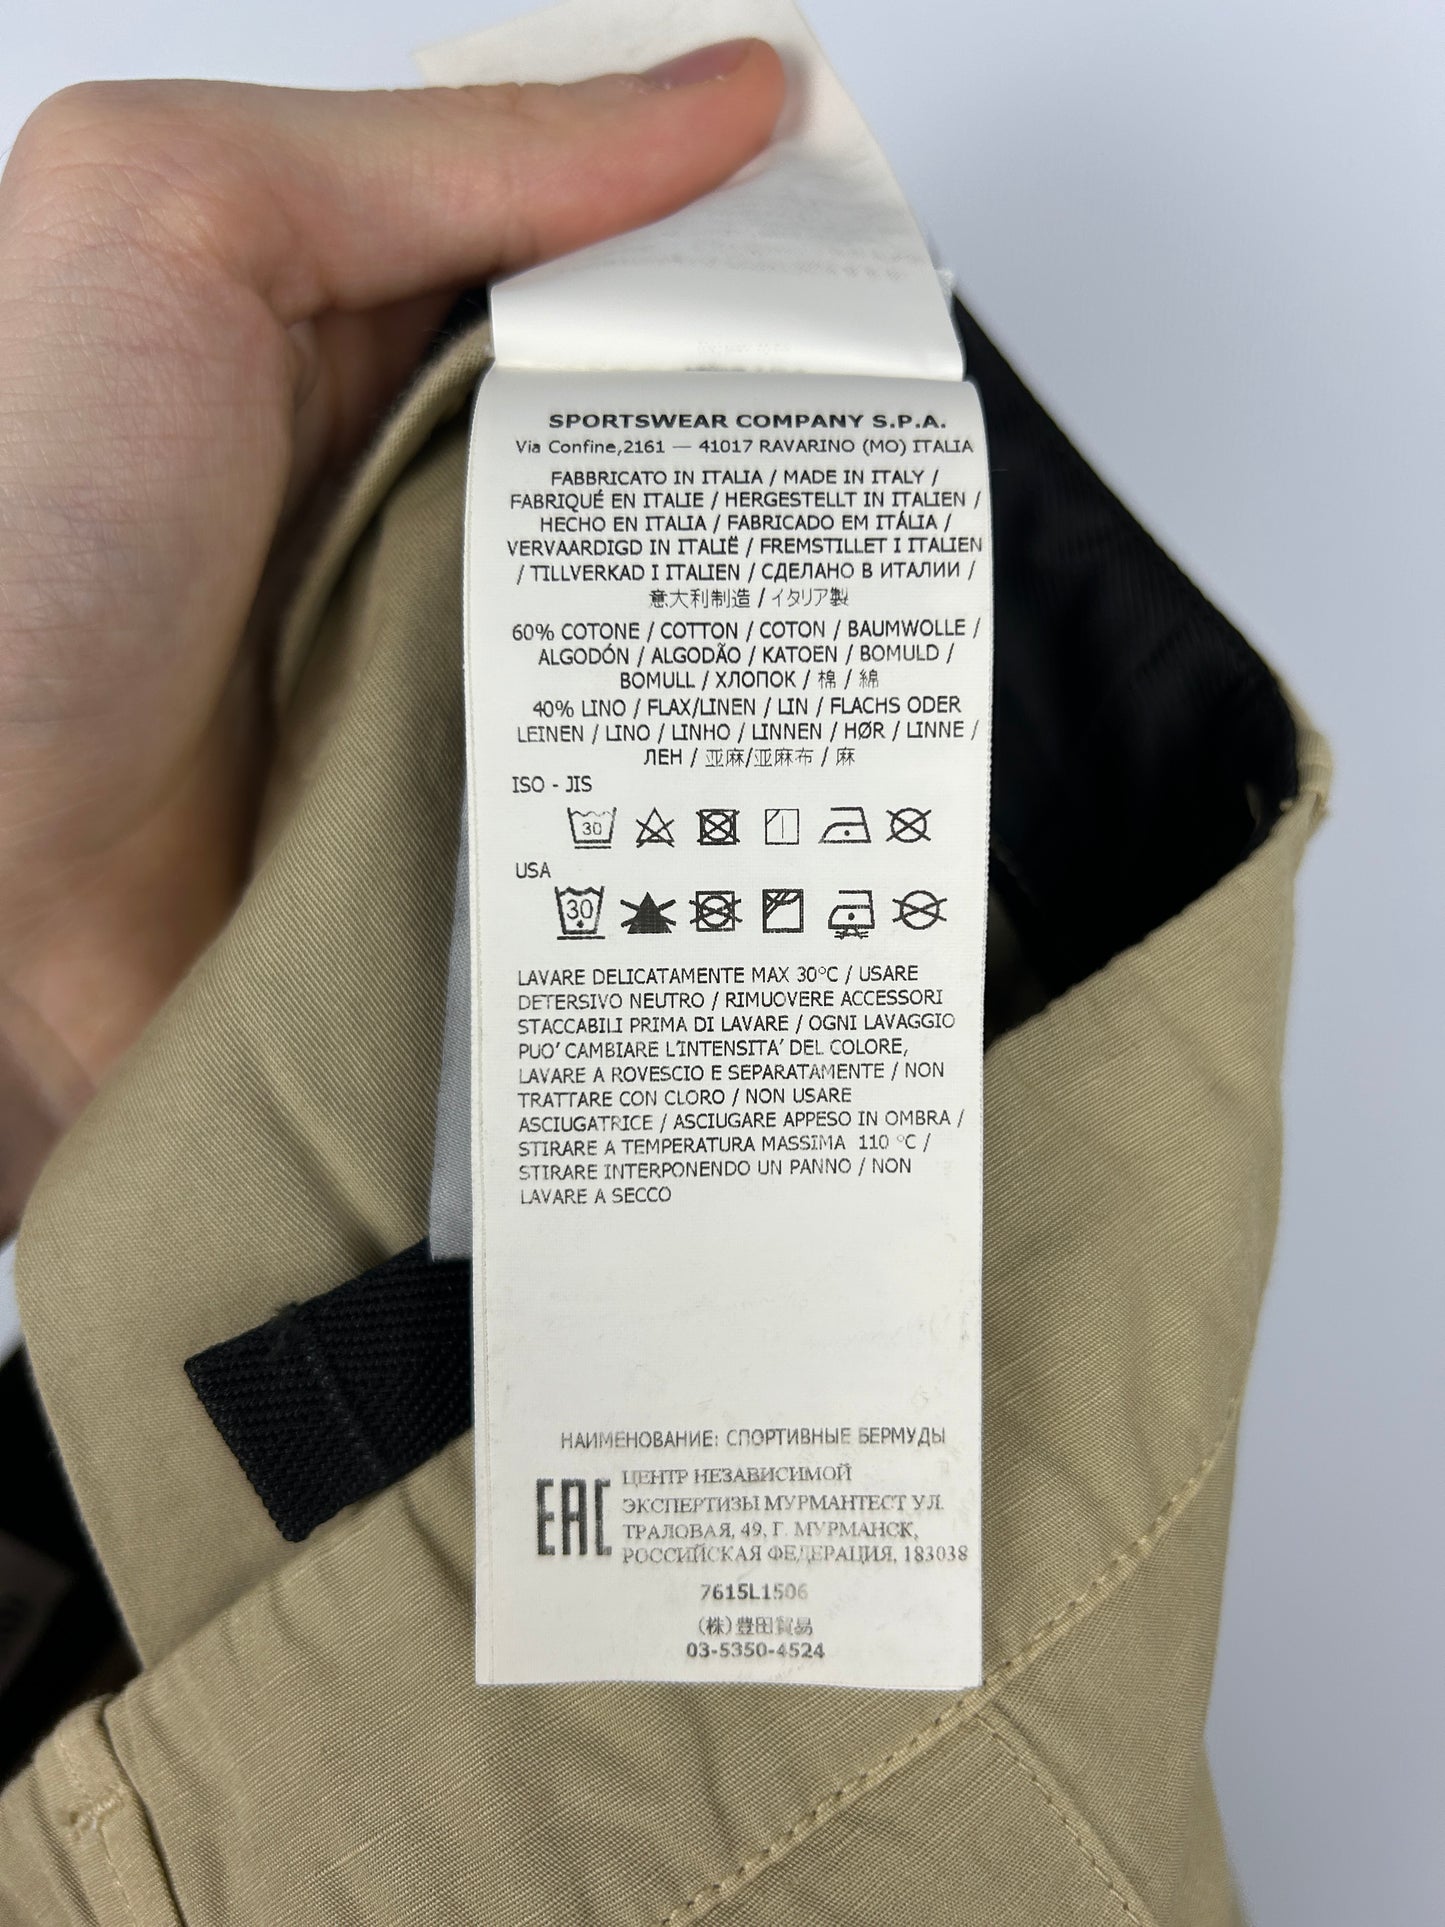 SPORTSWEAR COMPANY S.P.A.
Via Confine,2161 — 41017 RAVARINO (MO) ITALIA
FABBRICATO IN ITALIA / MADE IN ITALY /
FABRIQUÉ EN ITALIE / HERGESTELLT IN ITALIEN /
HECHO EN ITALIA / FABRICADO EM ITÁLIA /
VERVAARDIGD IN ITALIË / FREMSTILLET I ITALIEN
/ TILLVERKAD I ITALIEN / СДЕЛАНО В ИТАЛИИ /
意大利制造 / イタリア製
60% COTONE / COTTON / COTON / BAUMWOLLE /
ALGODÓN / ALGODÃO / KATOEN / BOMULD /
BOMULL / ХЛОПОК / 棉 / 綿
40% LINO / FLAX/LINEN / LIN / FLACHS ODER
LEINEN / LINO / LINHO / LINNEN / HØR / LINNE /
ЛЕН / 亚麻/亚麻布 / 麻
ISO - JIS
30
USA
30
LAVARE DELICATAMENTE MAX 30°C / USARE
DETERSIVO NEUTRO / RIMUOVERE ACCESSORI
STACCABILI PRIMA DI LAVARE / OGNI LAVAGGIO
PUO' CAMBIARE L'INTENSITA' DEL COLORE,
LAVARE A ROVESCIO E SEPARATAMENTE / NON
TRATTARE CON CLORO / NON USARE
ASCIUGATRICE / ASCIUGARE APPESO IN OMBRA /
STIRARE A TEMPERATURA MASSIMA 110 °C /
STIRARE INTERPONENDO UN PANNO / NON
LAVARE A SECCO
НАИМЕНОВАНИЕ: СПОРТИВНЫЕ БЕРМУДЫ
EAC
ЦЕНТР НЕЗАВИСИМОЙ
ЭКСПЕРТИЗЫ МУРМАНТЕСТ УЛ.
ТРАЛОВАЯ, 49, Г. МУРМАНСК,
РОССИЙСКАЯ ФЕДЕРАЦИЯ, 183038
7615L1506
(株)豊田貿易
03-5350-4524